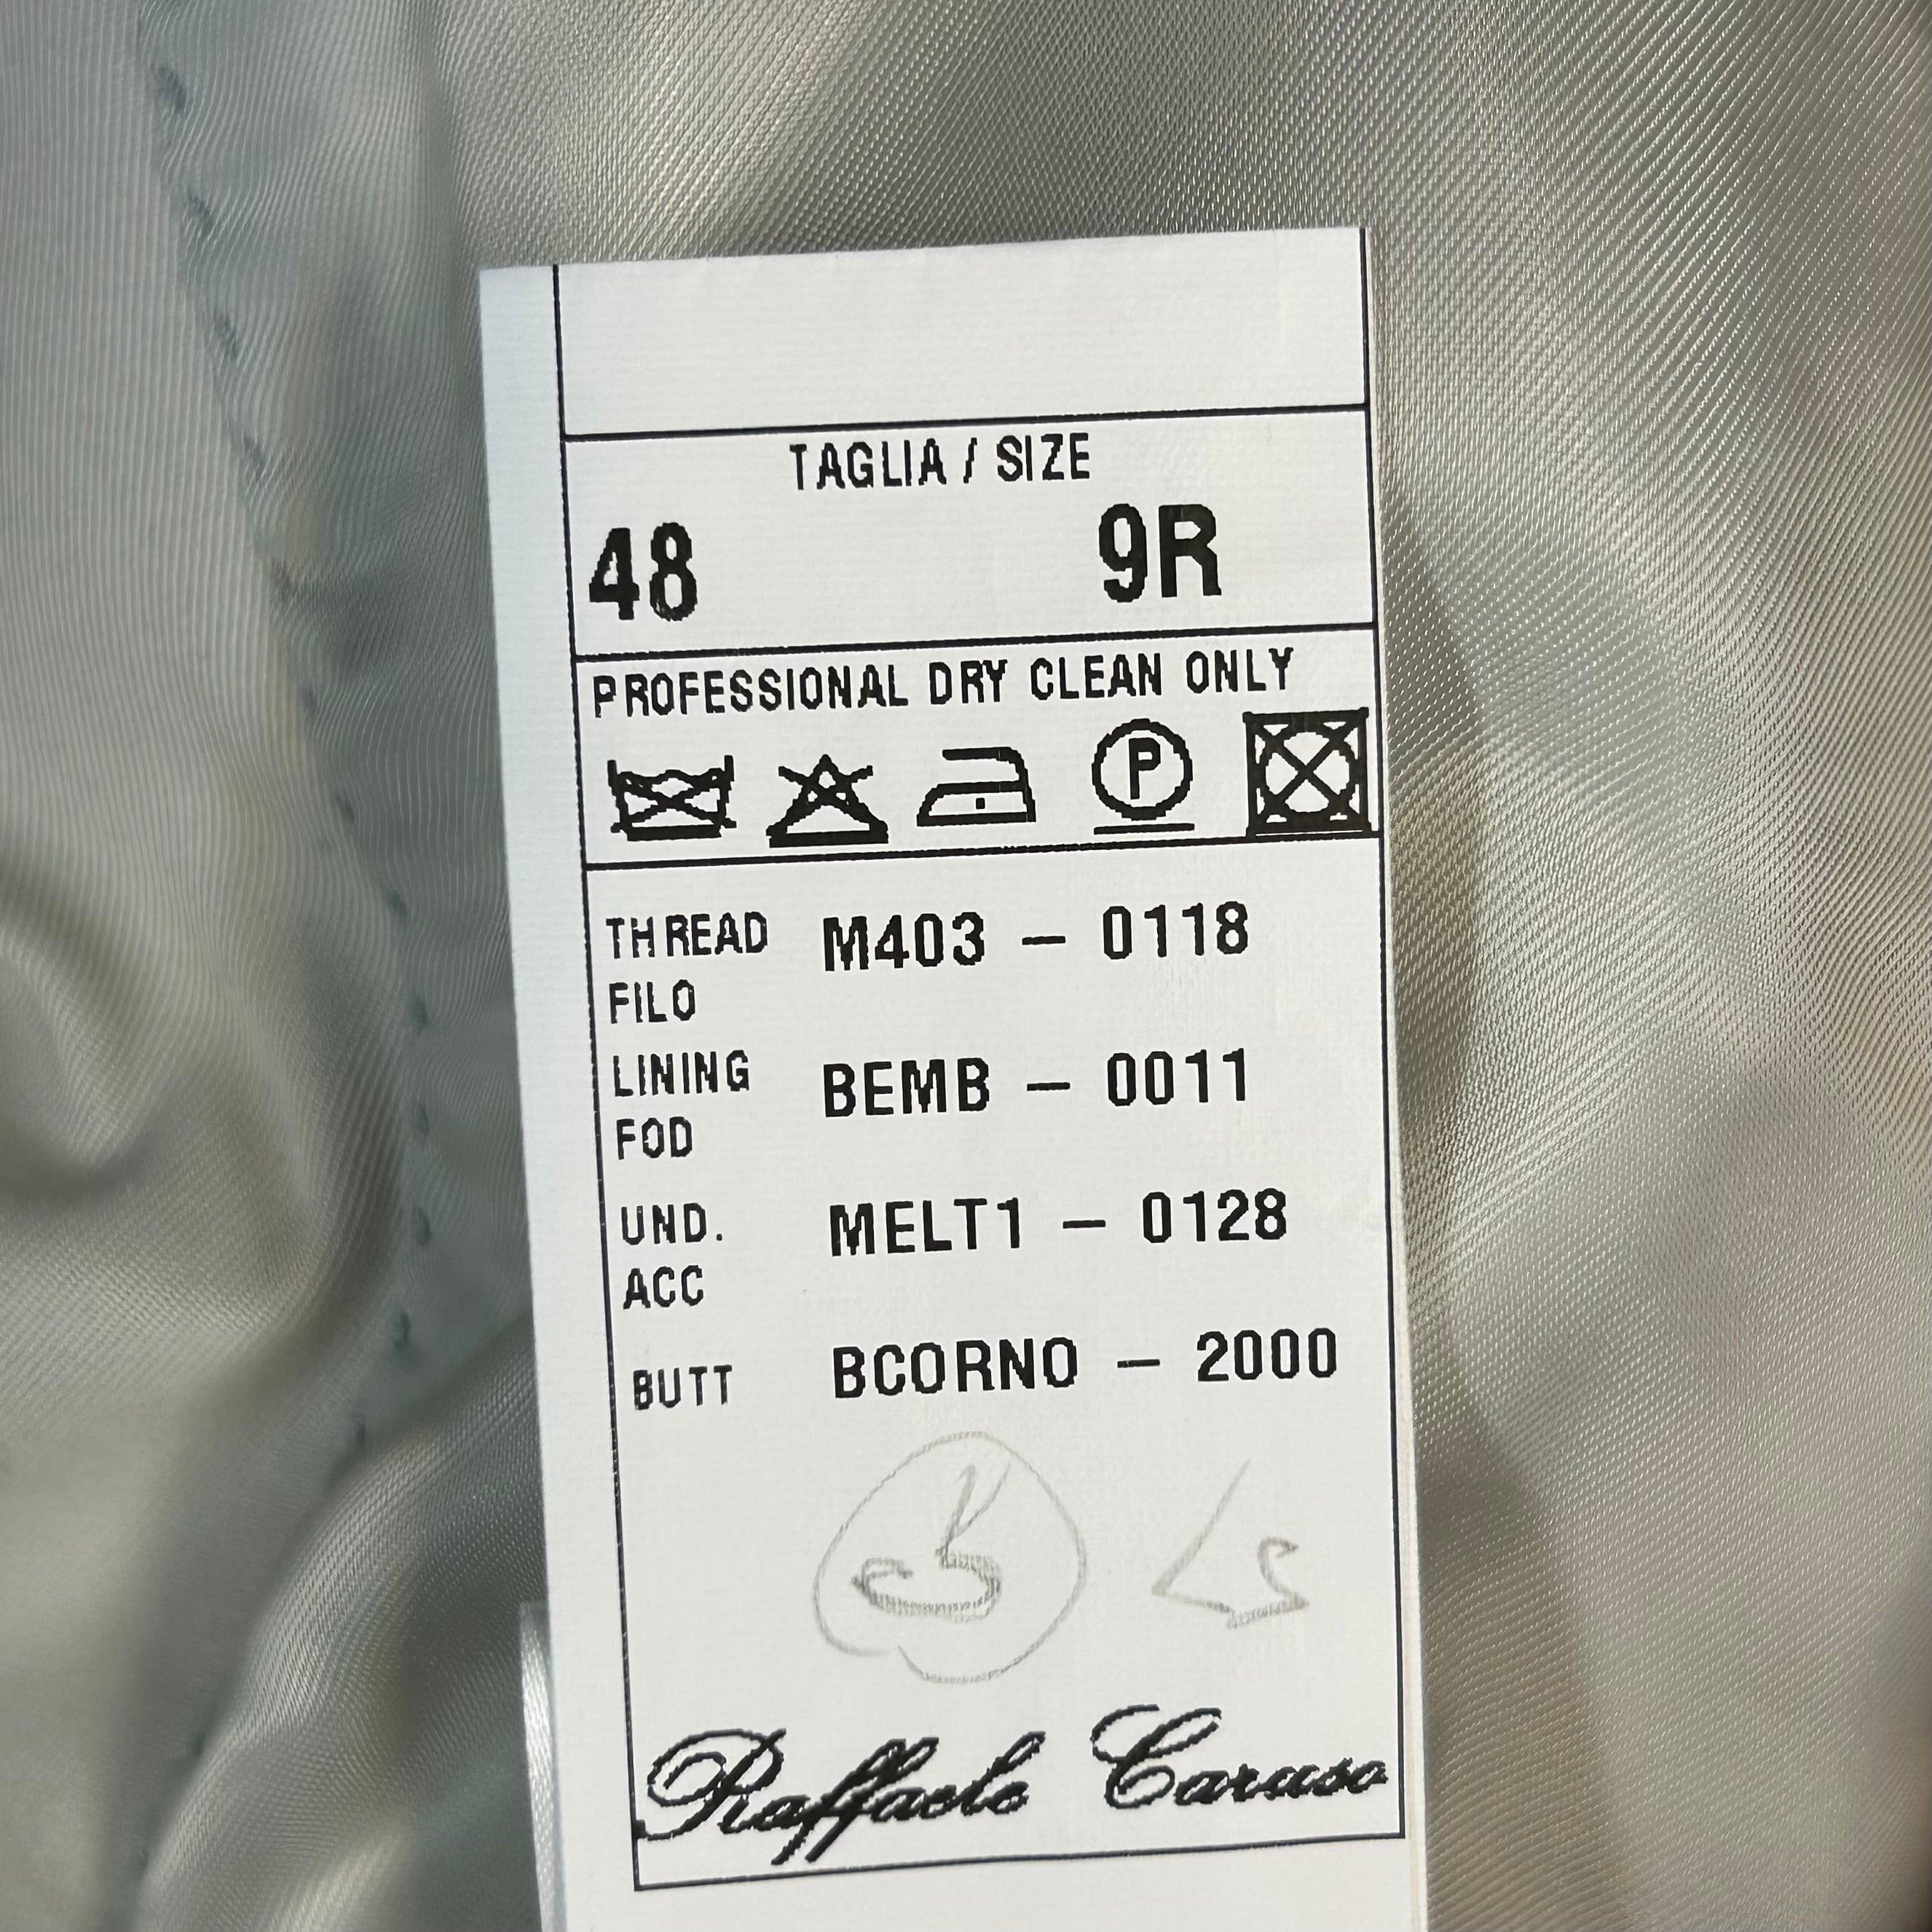 TAGLIA / SIZE
48 9R
PROFESSIONAL DRY CLEAN ONLY
P
THREAD M403 – 0118
FILO
LINING BEMB – 0011
FOD
UND. MELT1 – 0128
ACC
BUTT BCORNO – 2000
Raffaele Caruso